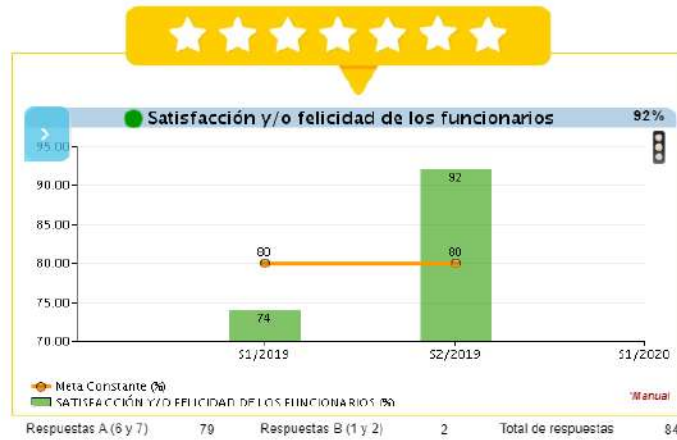 Satisfacción y/o felicidad de los funcionarios 92%
95.00
90.00
85.00
80.00
75.00
70.00
92
80 80
74
S1/2019 S2/2019 S1/2020
Meta Constante (%)
SATISFACCIÓN Y/O FELICIDAD DE LOS FUNCIONARIOS (%)
*Manual
Respuestas A (6 y 7) 79 Respuestas B (1 y 2) 2 Total de respuestas 84